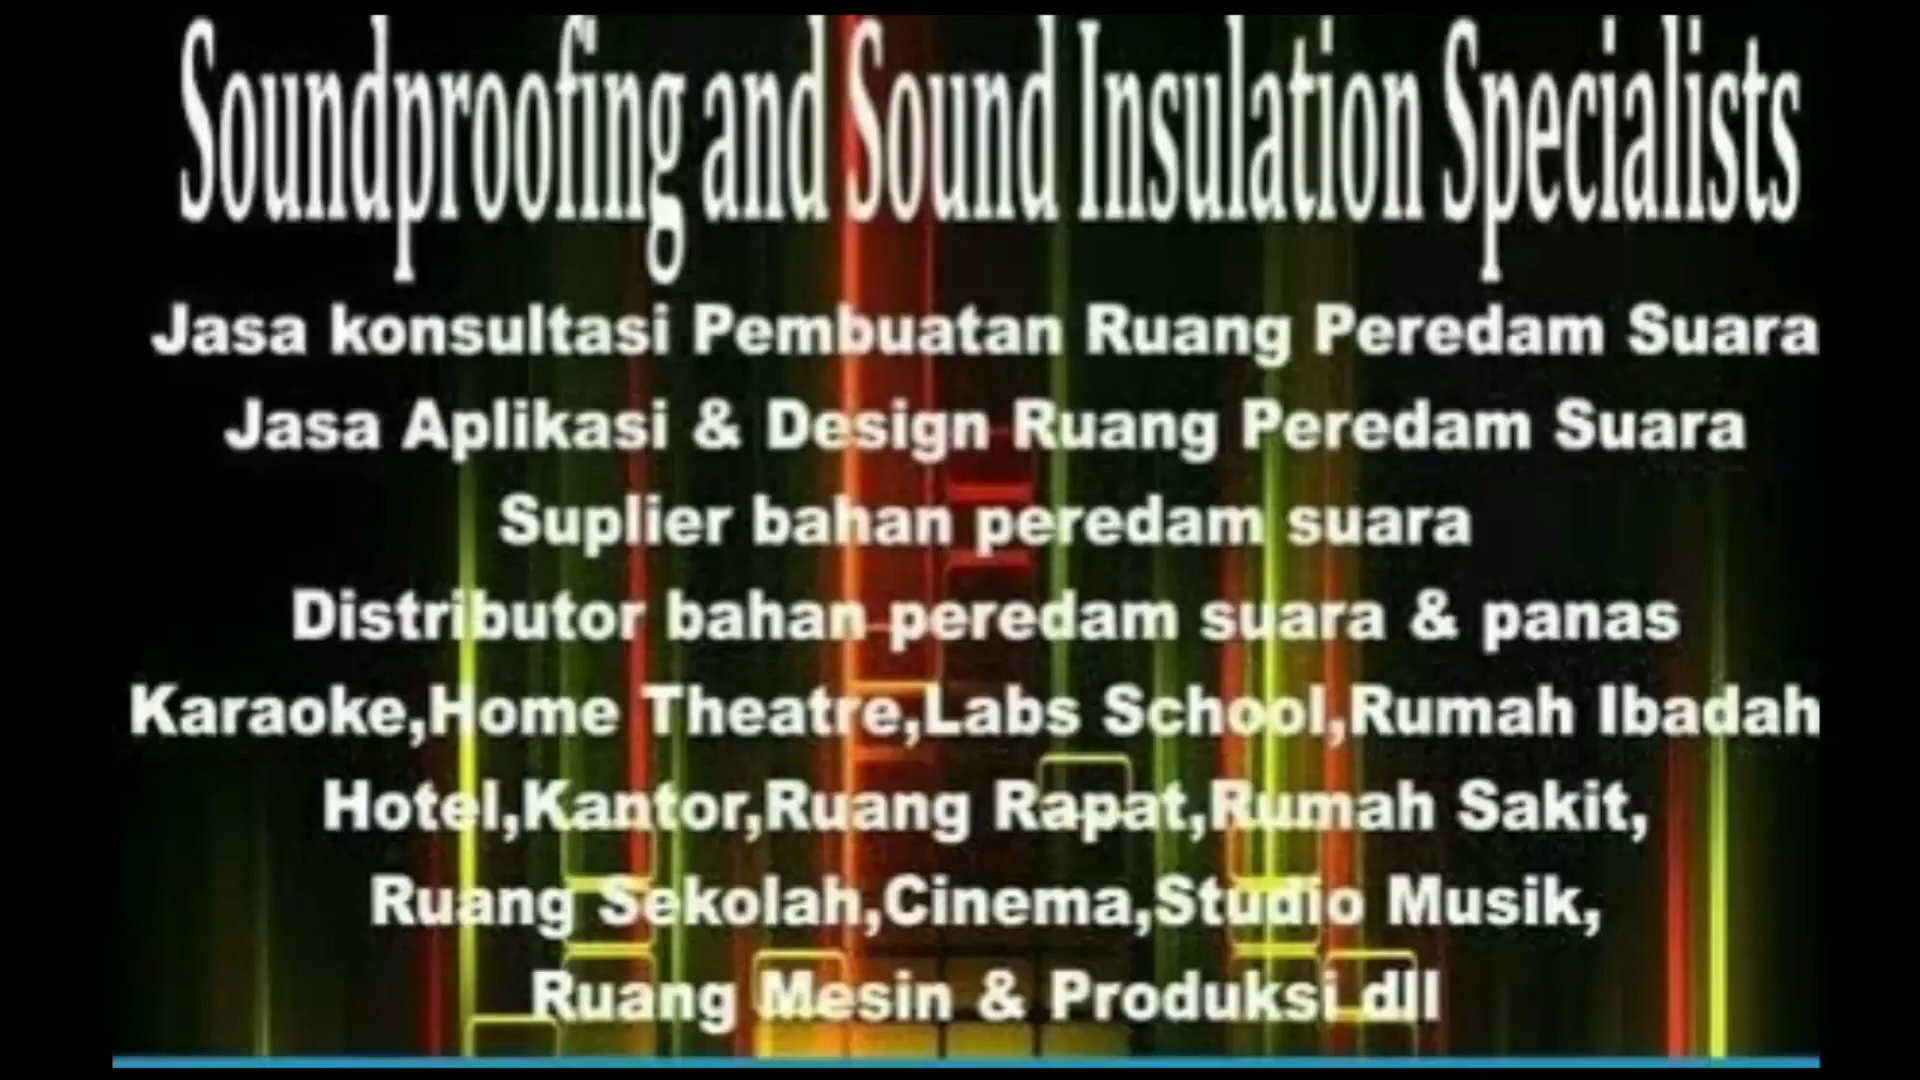 Soundproofing and Sound Insulation Specialists
Jasa konsultasi Pembuatan Ruang Peredam Suara
Jasa Aplikasi & Design Ruang Peredam Suara
Suplier bahan peredam suara
Distributor bahan peredam suara & panas
Karaoke,Home Theatre,Labs School,Rumah Ibadah
Hotel,Kantor,Ruang Rapat,Rumah Sakit,
Ruang Sekolah,Cinema,Studio Musik,
Ruang Mesin & Produksi dll